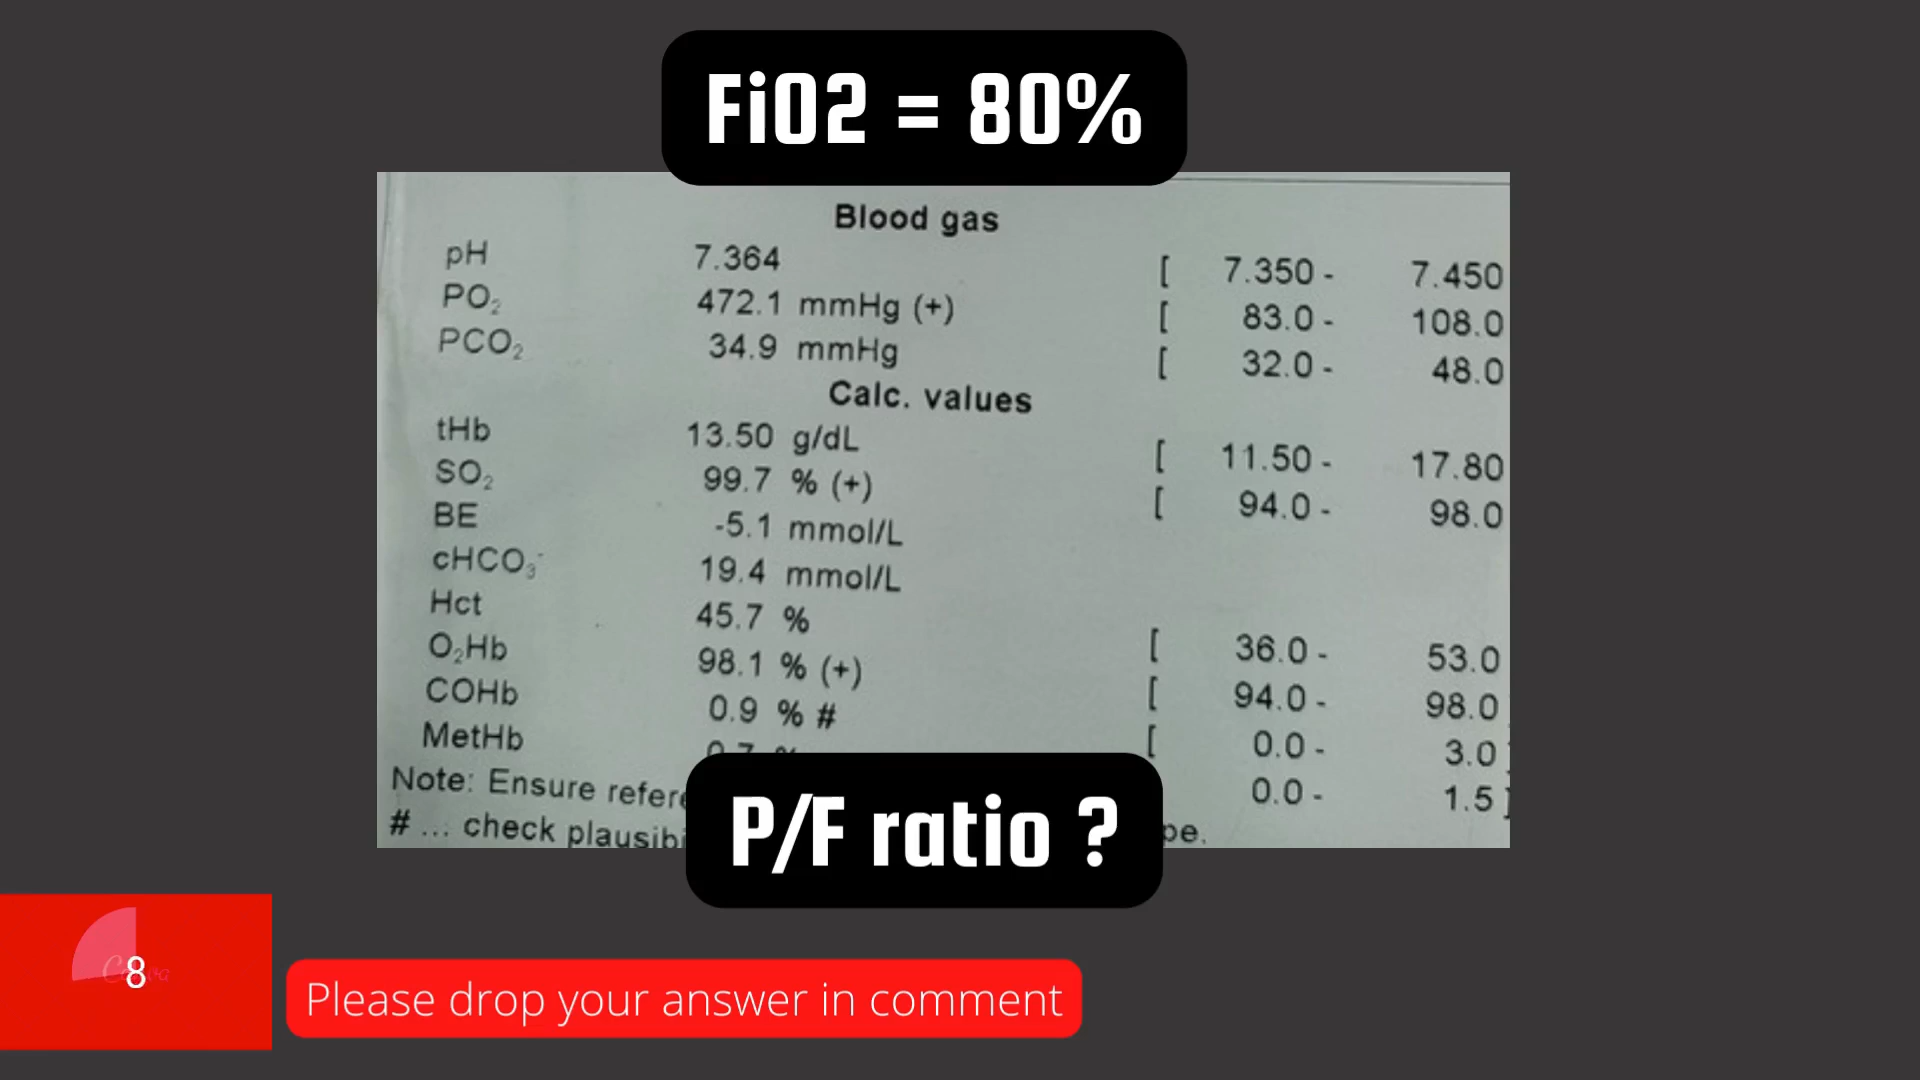 FiO2 = 80%
Blood gas
pH 7.364 [ 7.350 - 7.450
PO₂ 472.1 mmHg (+) [ 83.0 - 108.0
PCO₂ 34.9 mmHg [ 32.0 - 48.0
Calc. values
tHb 13.50 g/dL [ 11.50 - 17.80
SO₂ 99.7 % (+) [ 94.0 - 98.0
BE -5.1 mmol/L
cHCO₃⁻ 19.4 mmol/L
Hct 45.7 % [ 36.0 - 53.0
O₂Hb 98.1 % (+) [ 94.0 - 98.0
COHb 0.9 % # [ 0.0 - 3.0 ]
MetHb 0.7 % 0.0 - 1.5 ]
Note: Ensure
# ... check
P/F ratio ?
8
Please drop your answer in comment